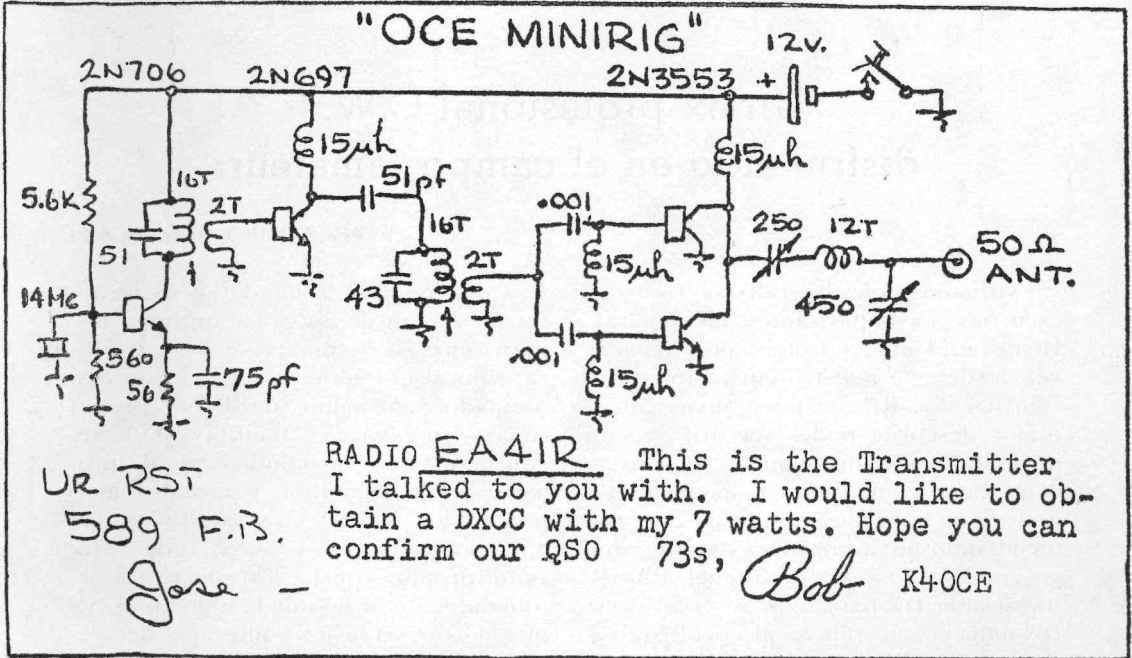 "OCE MINIRIG"
12v.
2N706
2N697
2N3553
+
15µh
15µh
51
pf
16T
5.6K
2T
.001
16T
250
12T
50Ω
ANT.
51
2T
15µh
43
450
14Mc
.001
560
56
75pf
15µh
RADIO EA4IR This is the Transmitter
I talked to you with. I would like to ob-
tain a DXCC with my 7 watts. Hope you can
confirm our QSO 73s,
Bob K4OCE
UR RST
589 F.B.
Jose –